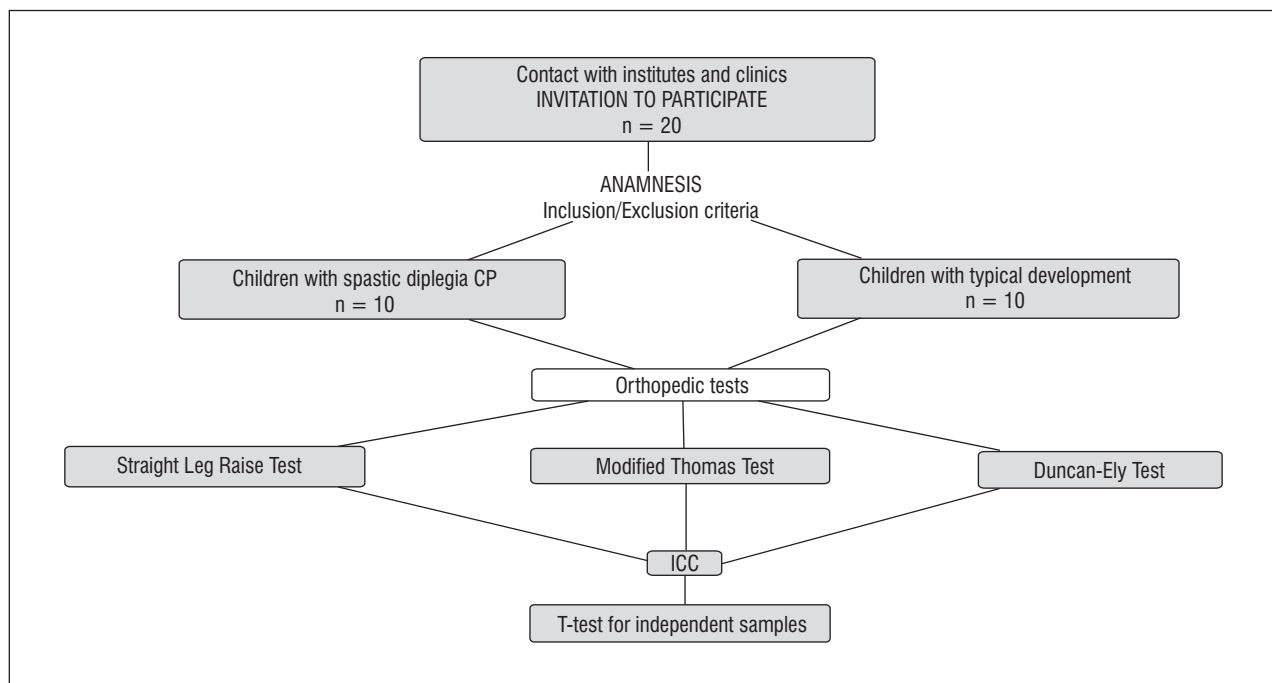 Contact with institutes and clinics
INVITATION TO PARTICIPATE
n = 20
ANAMNESIS
Inclusion/Exclusion criteria
Children with spastic diplegia CP
n = 10
Children with typical development
n = 10
Orthopedic tests
Straight Leg Raise Test
Modified Thomas Test
Duncan-Ely Test
ICC
T-test for independent samples